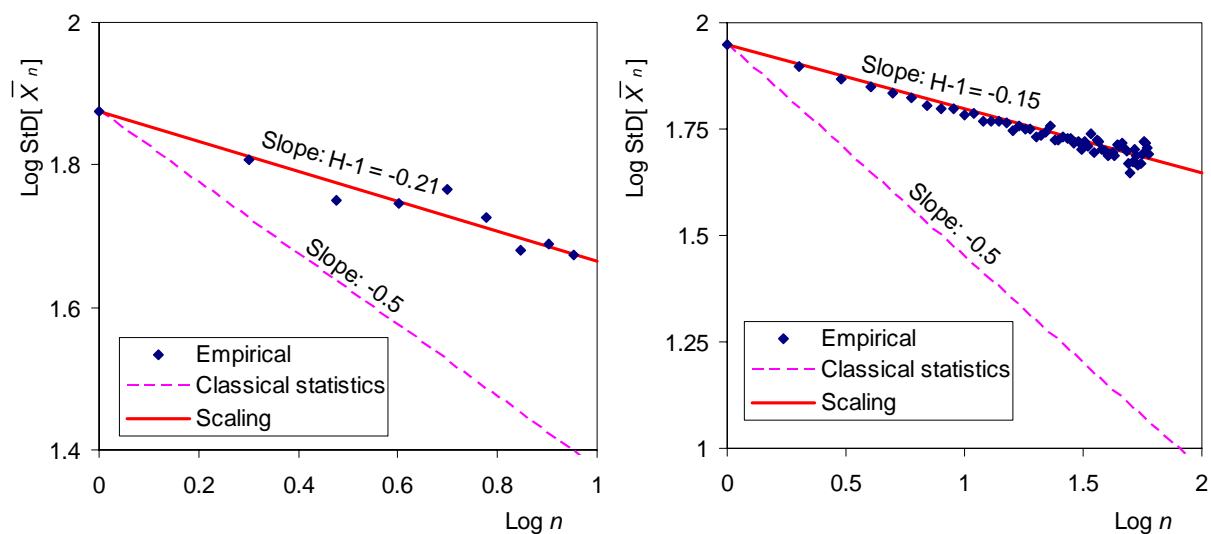 2
1.8
1.6
1.4
0
0.2
0.4
0.6
0.8
1
Log n
Log StD[ X̅ n ]
Slope: H-1 = -0.21
Slope: -0.5
Empirical
Classical statistics
Scaling
2
1.75
1.5
1.25
1
0
0.5
1
1.5
2
Log n
Log StD[ X̅ n ]
Slope: H-1 = -0.15
Slope: -0.5
Empirical
Classical statistics
Scaling